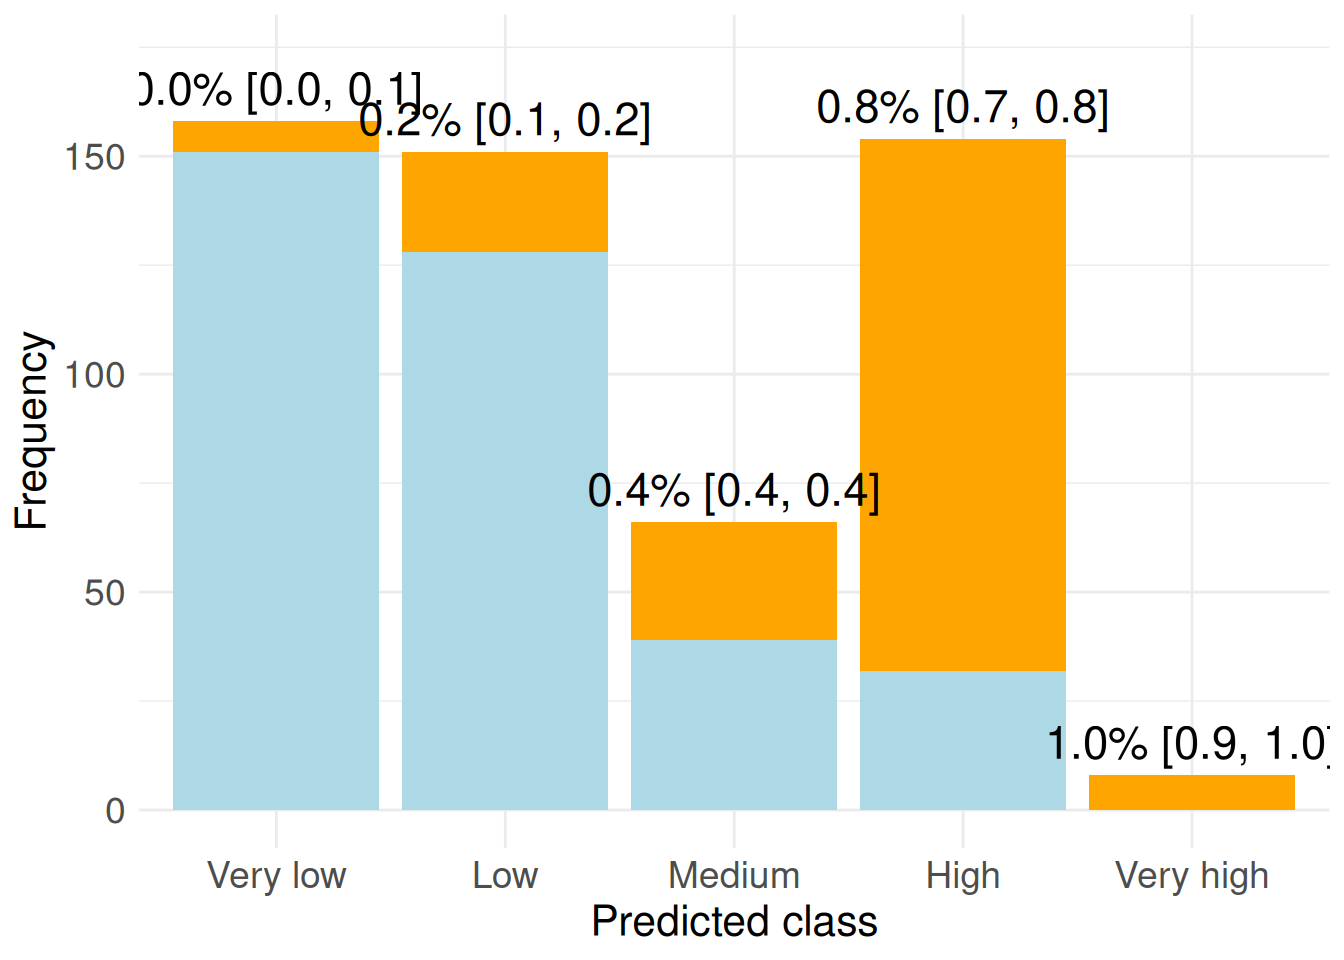 0.0% [0.0, 0.1]
0.2% [0.1, 0.2]
0.8% [0.7, 0.8]
0.4% [0.4, 0.4]
1.0% [0.9, 1.0]
150
100
50
0
Frequency
Very low
Low
Medium
High
Very high
Predicted class